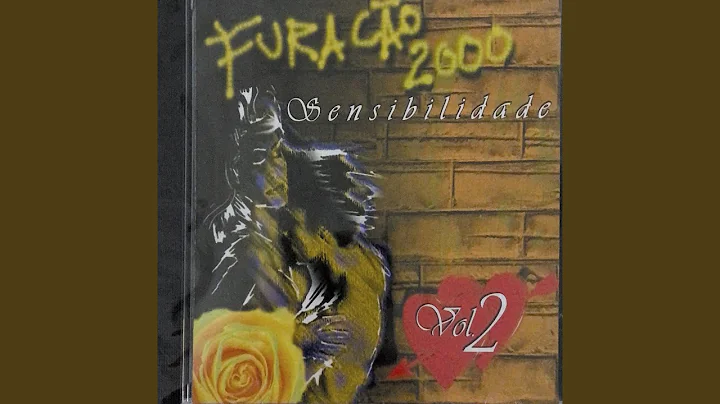 FURACÃO
2000
Sensibilidade
Vol. 2